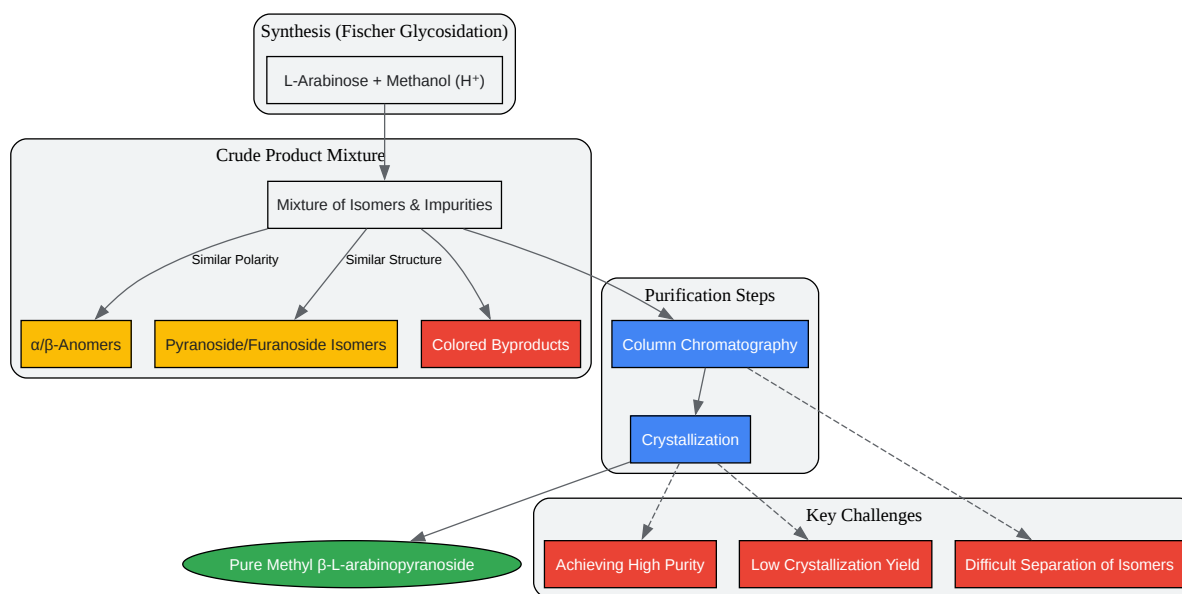 Synthesis (Fischer Glycosidation)
L-Arabinose + Methanol (H⁺)
Crude Product Mixture
Mixture of Isomers & Impurities
Similar Polarity
Similar Structure
α/β-Anomers
Pyranoside/Furanoside Isomers
Colored Byproducts
Purification Steps
Column Chromatography
Crystallization
Key Challenges
Pure Methyl β-L-arabinopyranoside
Achieving High Purity
Low Crystallization Yield
Difficult Separation of Isomers